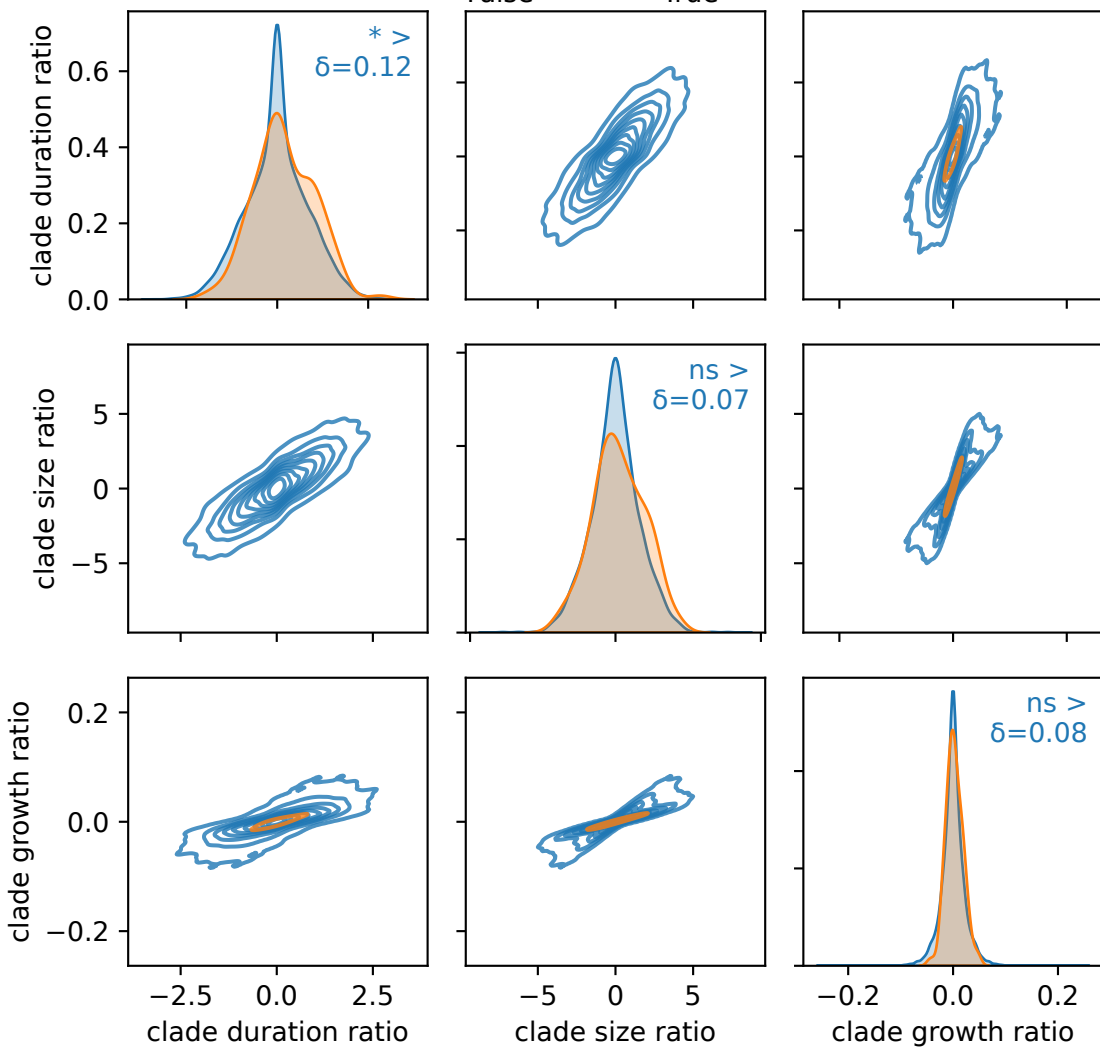 True
clade duration ratio
0.6
0.4
0.2
0.0
* >
δ=0.12
clade size ratio
5
0
−5
ns >
δ=0.07
clade growth ratio
0.2
0.0
−0.2
ns >
δ=0.08
−2.5 0.0 2.5
−5 0 5
−0.2 0.0 0.2
clade duration ratio
clade size ratio
clade growth ratio